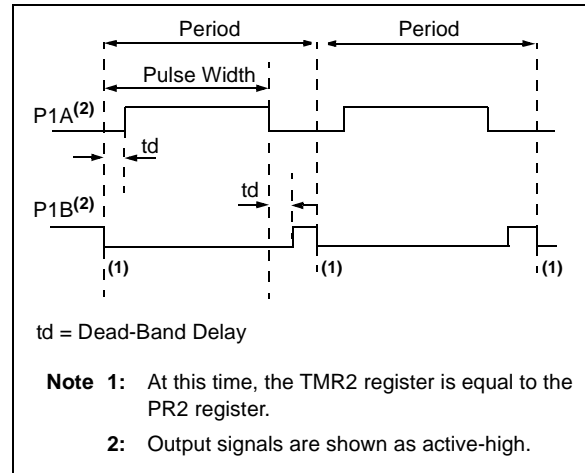 Period Period
Pulse Width
P1A(2)
td
td
P1B(2)
(1) (1) (1)
td = Dead-Band Delay
Note 1: At this time, the TMR2 register is equal to the
PR2 register.
2: Output signals are shown as active-high.